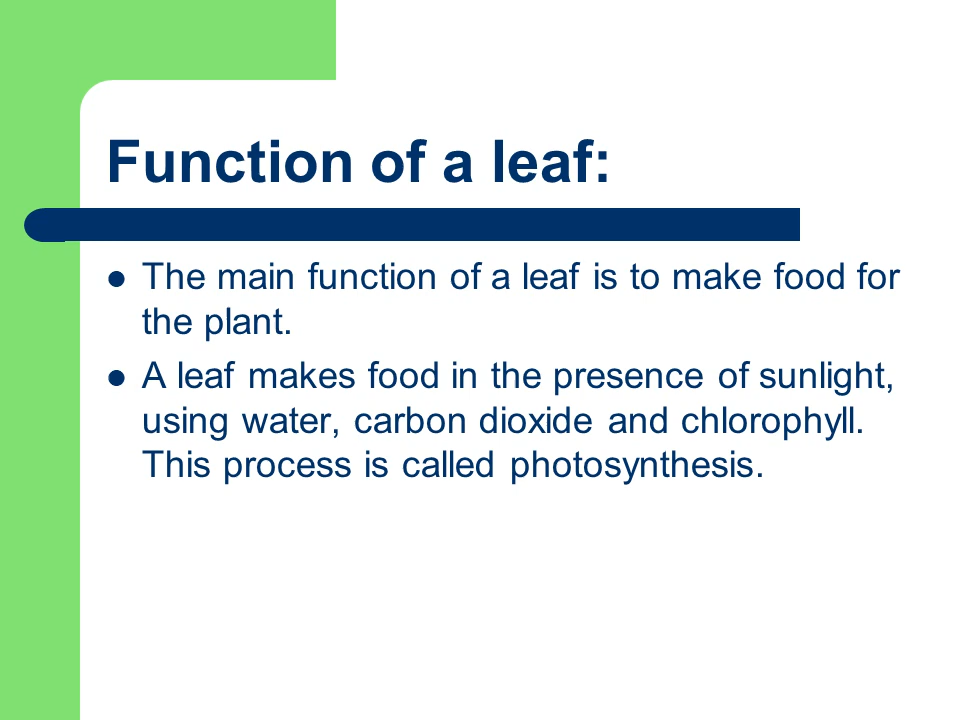 Function of a leaf:
The main function of a leaf is to make food for
the plant.
A leaf makes food in the presence of sunlight,
using water, carbon dioxide and chlorophyll.
This process is called photosynthesis.